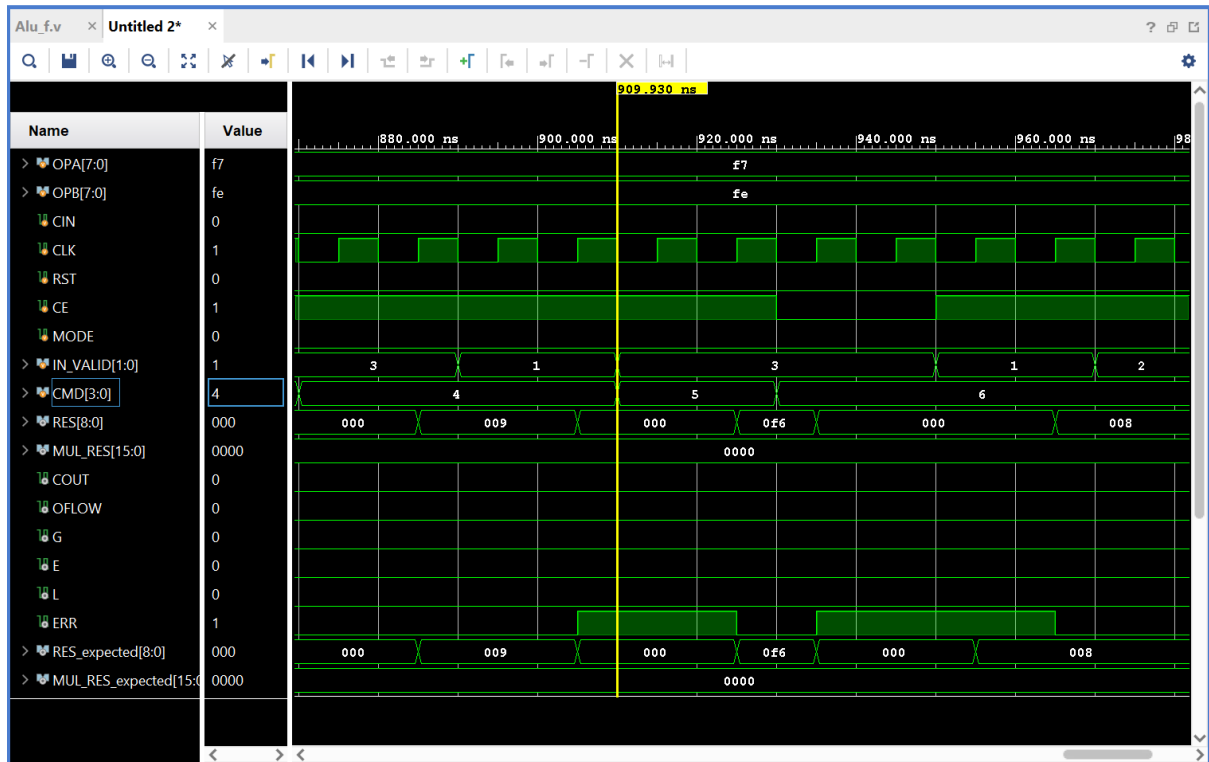 Alu_f.v × Untitled 2* × ?
909.930 ns
Name Value
880.000 ns 900.000 ns 920.000 ns 940.000 ns 960.000 ns 98
OPA[7:0] f7 f7
OPB[7:0] fe fe
CIN 0
CLK 1
RST 0
CE 1
MODE 0
IN_VALID[1:0] 1 3 1 3 1 2
CMD[3:0] 4 4 5 6
RES[8:0] 000 000 009 000 0f6 000 008
MUL_RES[15:0] 0000 0000
COUT 0
OFLOW 0
G 0
E 0
L 0
ERR 1
RES_expected[8:0] 000 000 009 000 0f6 000 008
MUL_RES_expected[15:0 0000 0000